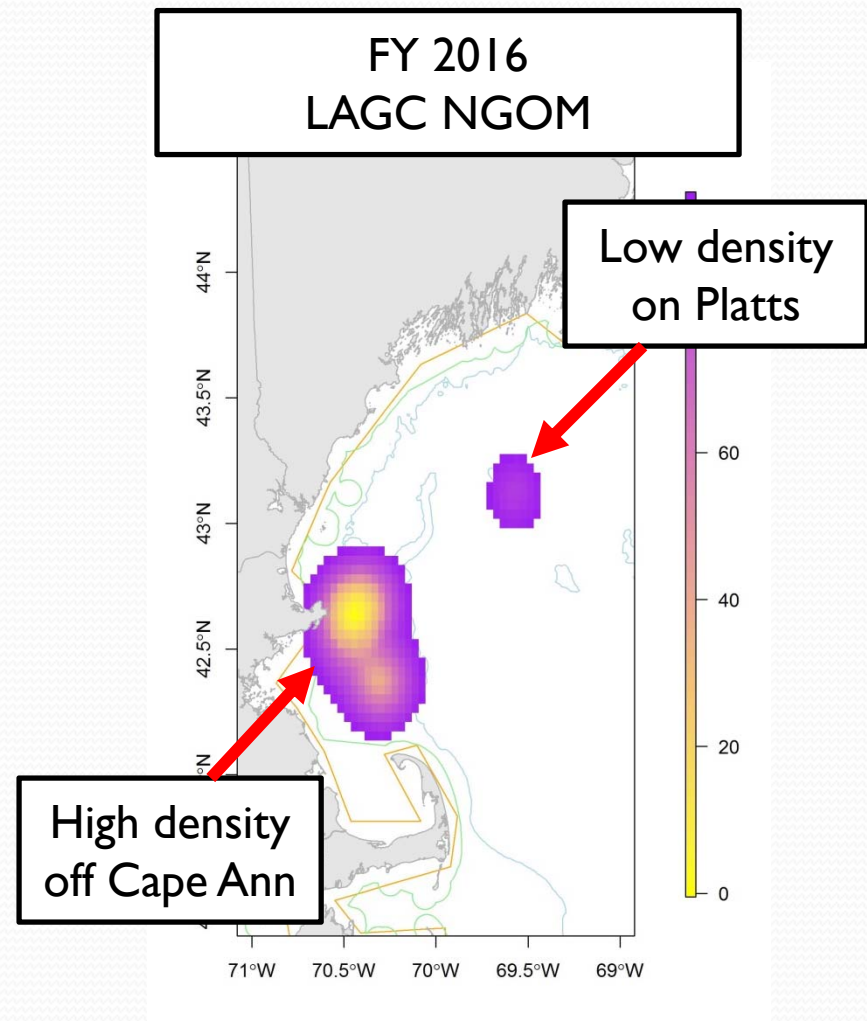 FY 2016
LAGC NGOM
Low density
on Platts
High density
off Cape Ann
44°N
43.5°N
43°N
42.5°N
°N
60
40
20
0
71°W
70.5°W
70°W
69.5°W
69°W